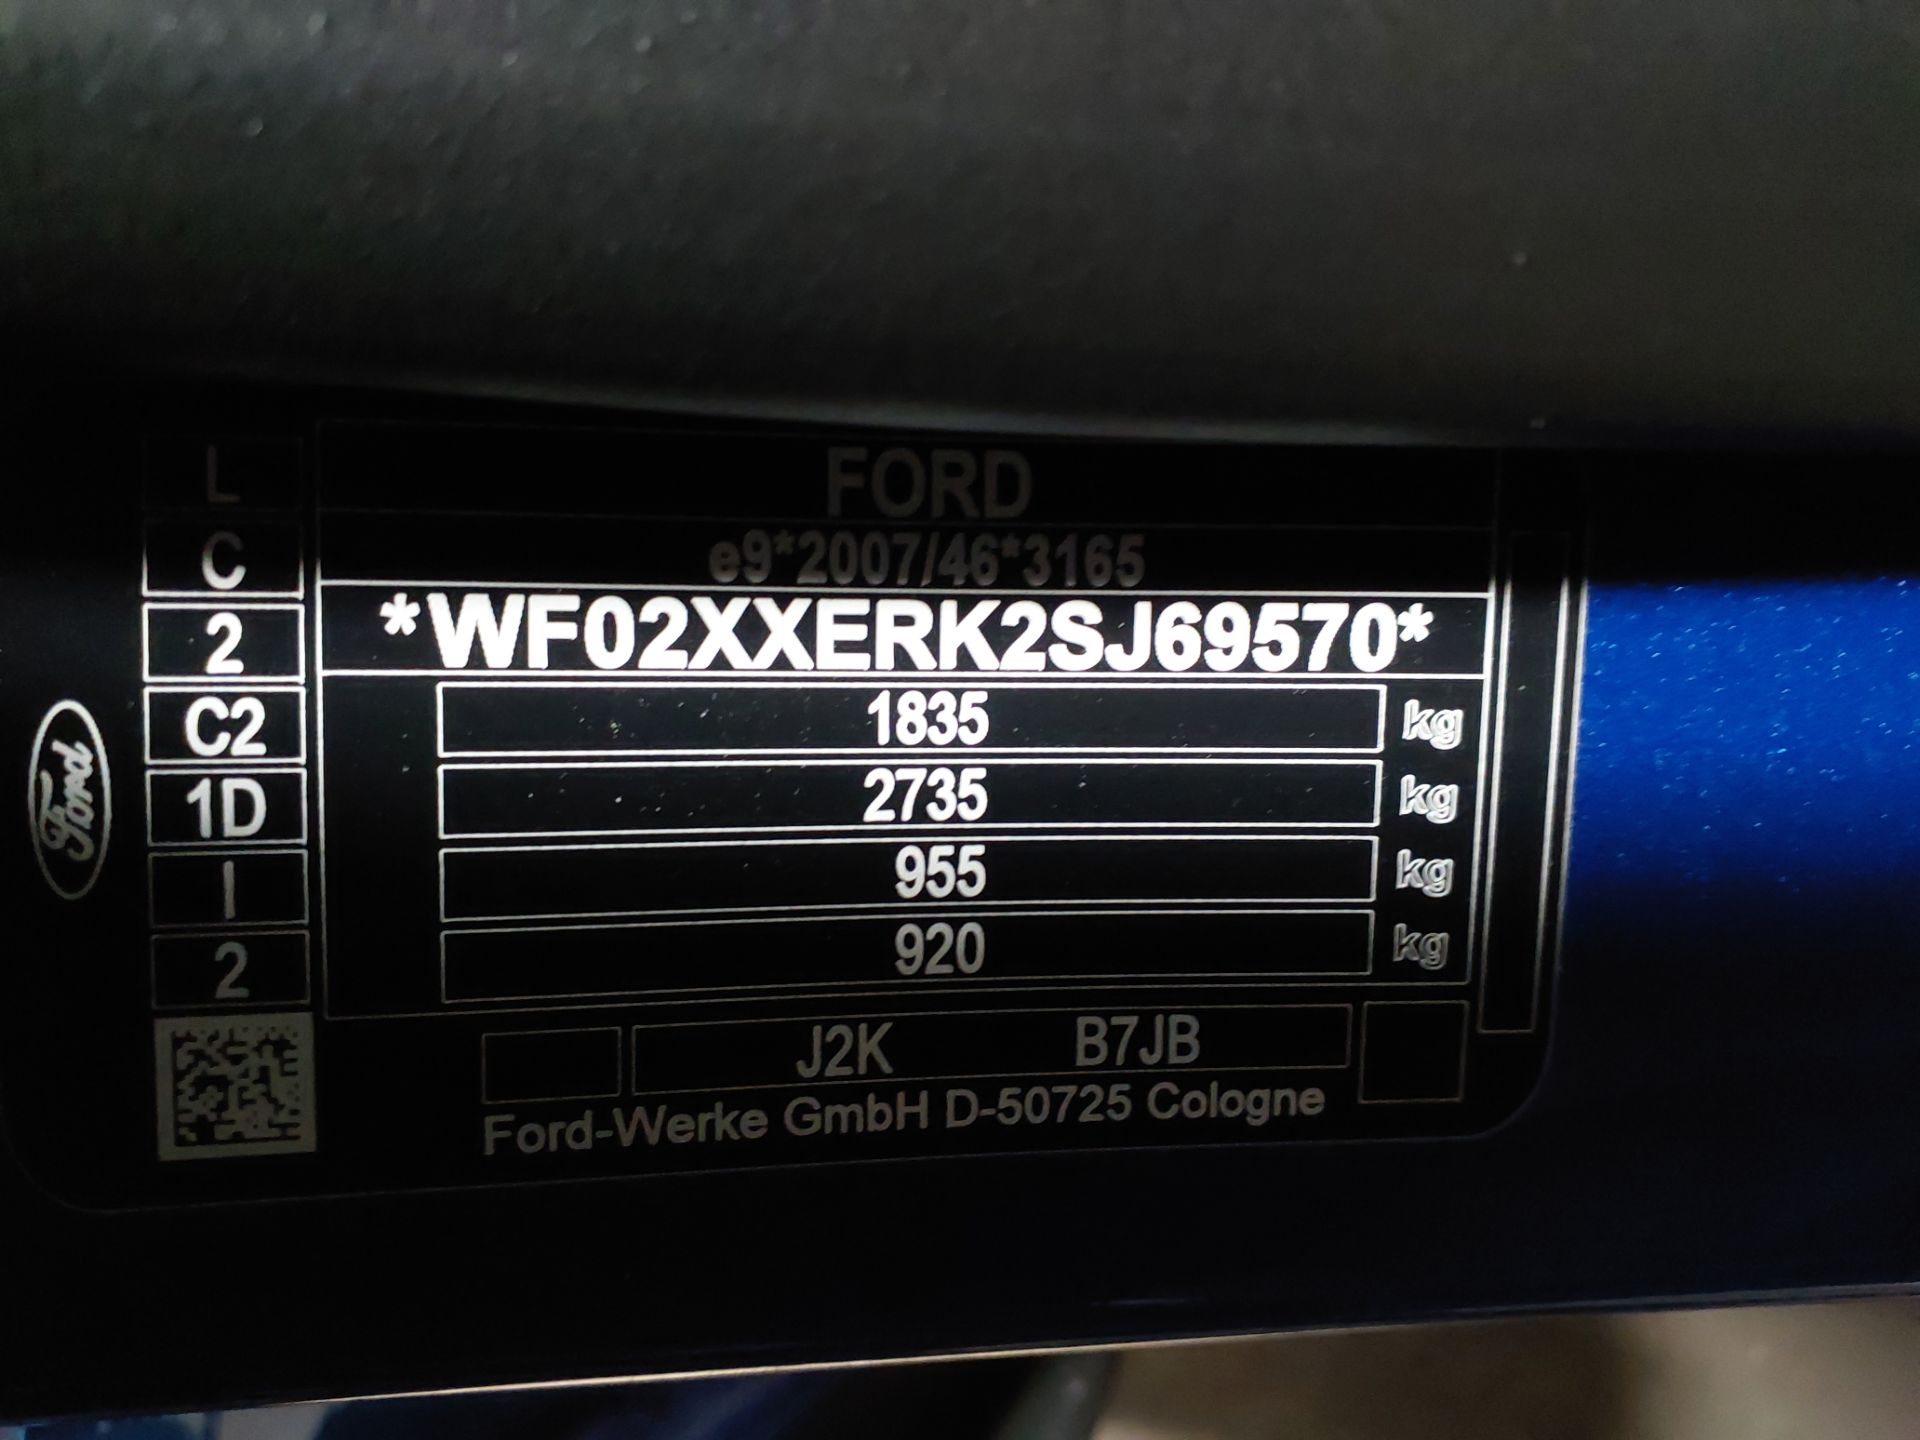 Ford
L
C
2
C2
1D
I
2
FORD
e9*2007/46*3165
*WF02XXERK2SJ69570*
1835 kg
2735 kg
955 kg
920 kg
J2K B7JB
Ford-Werke GmbH D-50725 Cologne